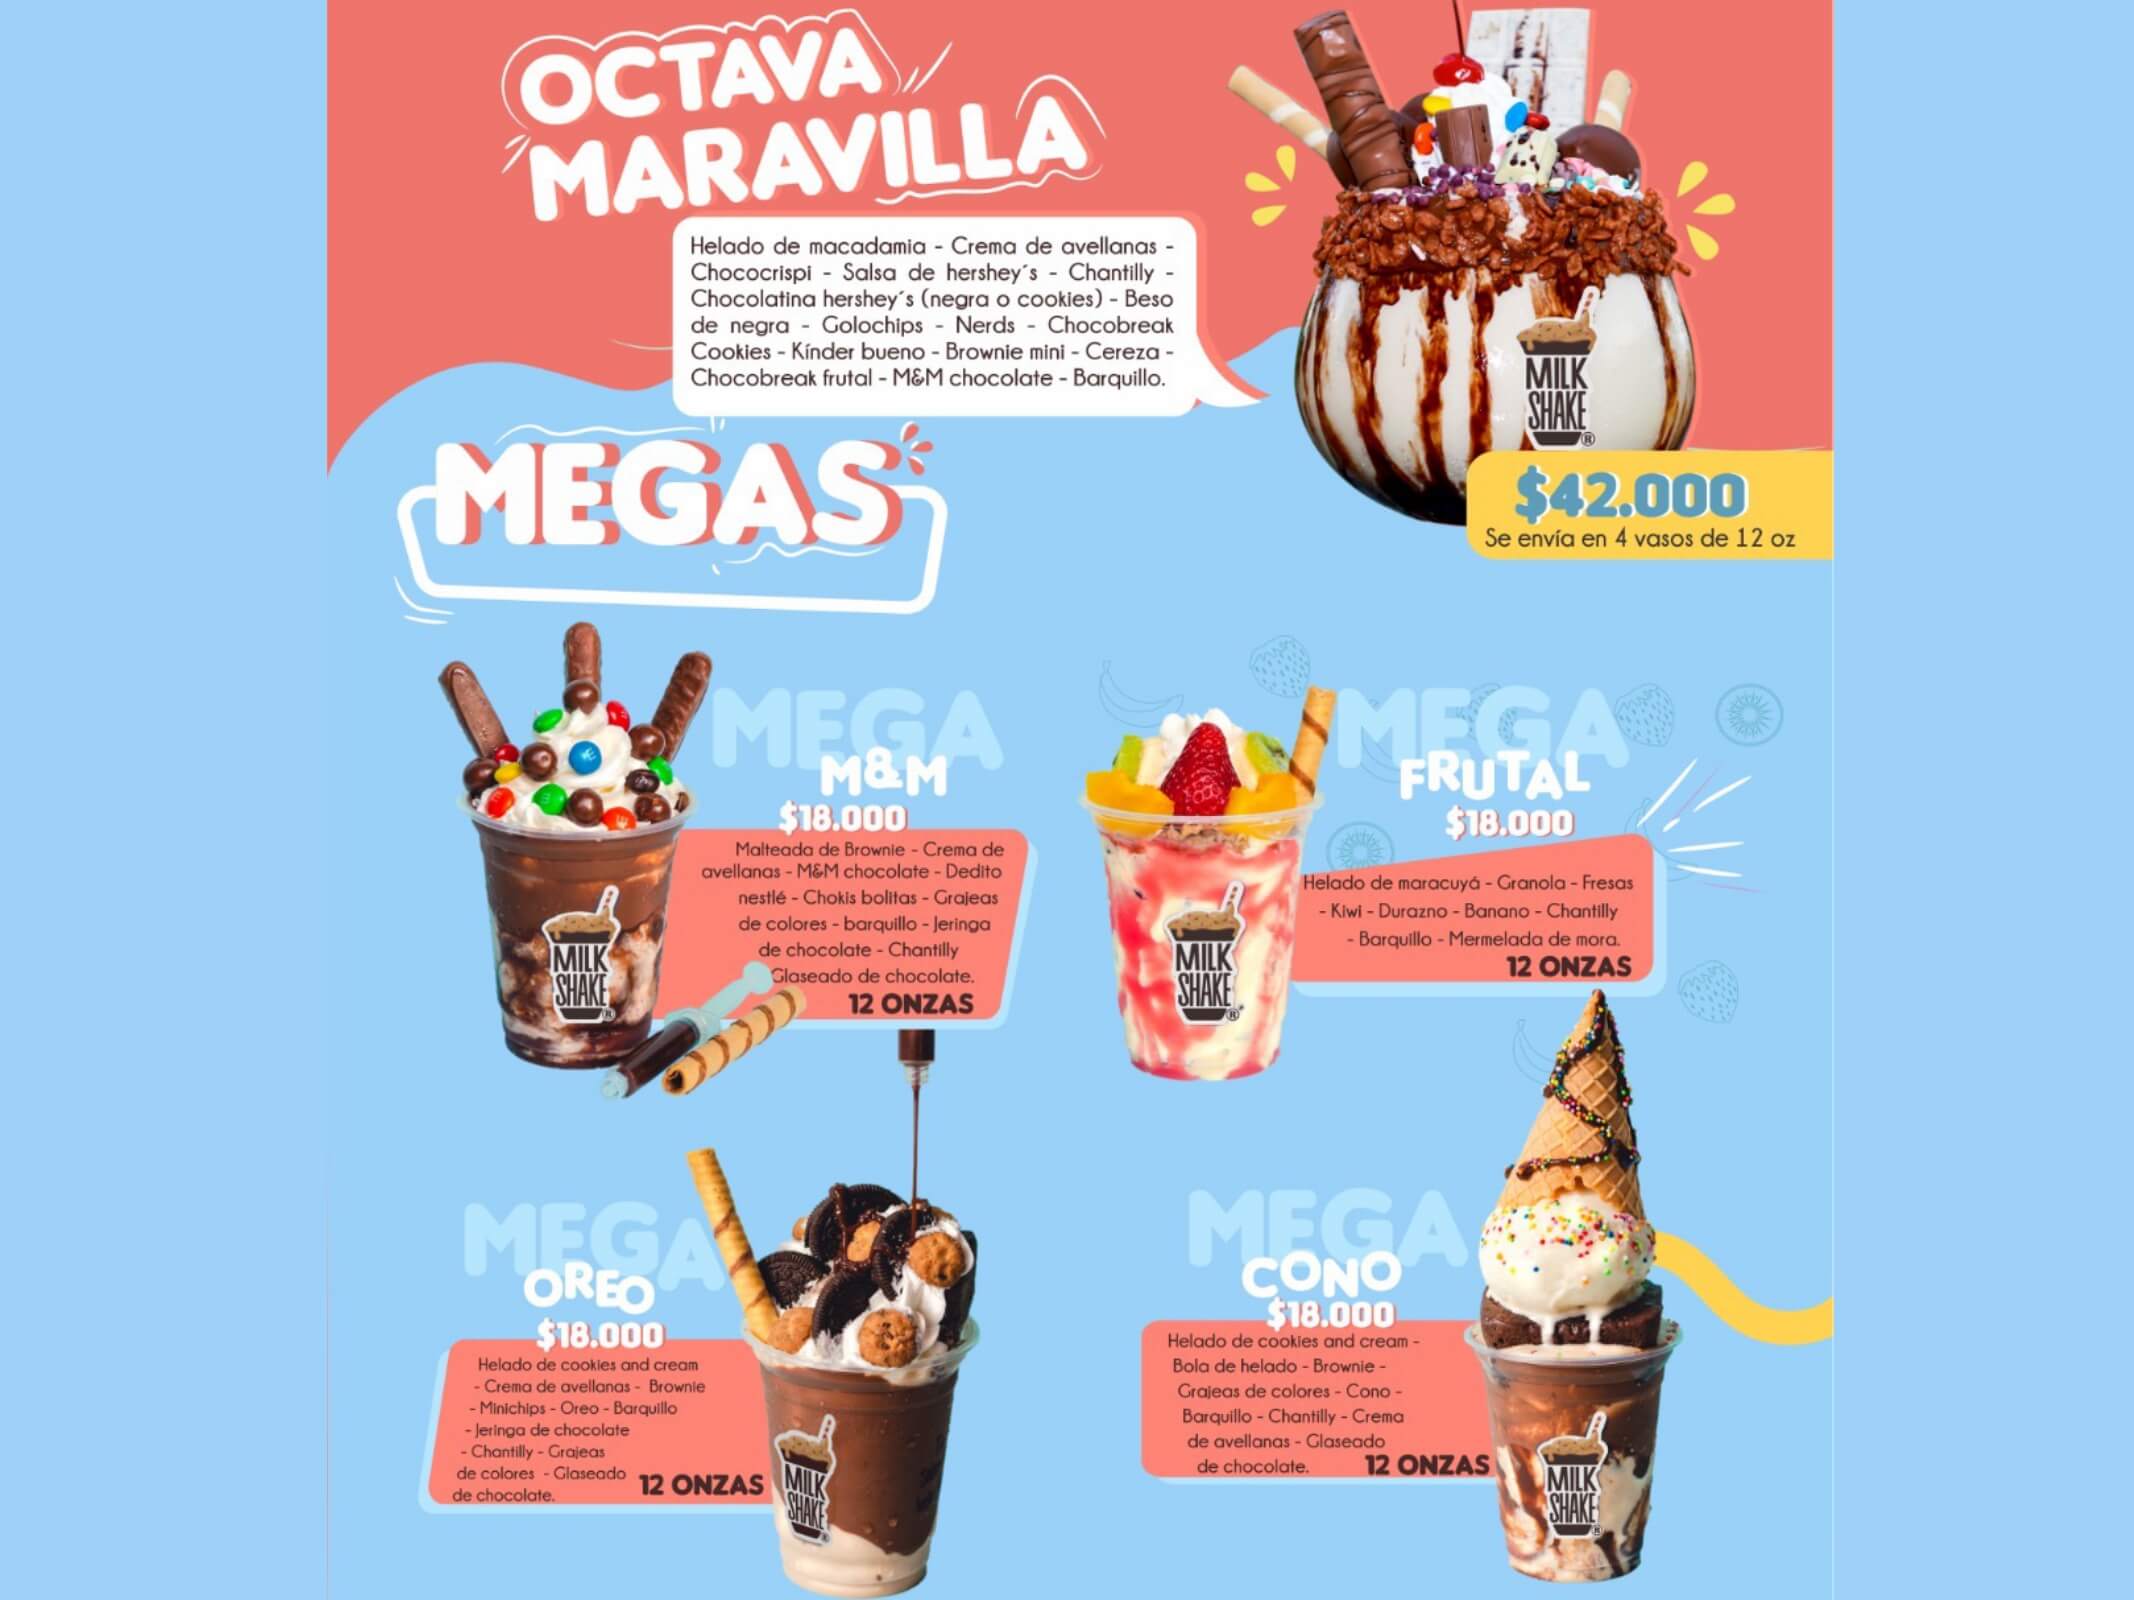 OCTAVA
MARAVILLA
Helado de macadamia - Crema de avellanas -
Chococrispi - Salsa de hershey´s - Chantilly -
Chocolatina hershey´s (negra o cookies) - Beso
de negra - Golochips - Nerds - Chocobreak
Cookies - Kínder bueno - Brownie mini - Cereza -
Chocobreak frutal - M&M chocolate - Barquillo.
MILK
SHAKE
®
$42.000
Se envía en 4 vasos de 12 oz
MEGAS
MEGA
M&M
$18.000
Malteada de Brownie - Crema de
avellanas - M&M chocolate - Dedito
nestlé - Chokis bolitas - Grajeas
de colores - barquillo - Jeringa
de chocolate - Chantilly
Glaseado de chocolate.
12 ONZAS
MILK
SHAKE
®
MEGA
FRUTAL
$18.000
Helado de maracuyá - Granola - Fresas
- Kiwi - Durazno - Banano - Chantilly
- Barquillo - Mermelada de mora.
12 ONZAS
MILK
SHAKE
®
MEGA
OREO
$18.000
Helado de cookies and cream
- Crema de avellanas - Brownie
- Minichips - Oreo - Barquillo
- Jeringa de chocolate
- Chantilly - Grajeas
de colores - Glaseado
de chocolate.
12 ONZAS
MILK
SHAKE
®
MEGA
CONO
$18.000
Helado de cookies and cream -
Bola de helado - Brownie -
Grajeas de colores - Cono -
Barquillo - Chantilly - Crema
de avellanas - Glaseado
de chocolate.
12 ONZAS
MILK
SHAKE
®